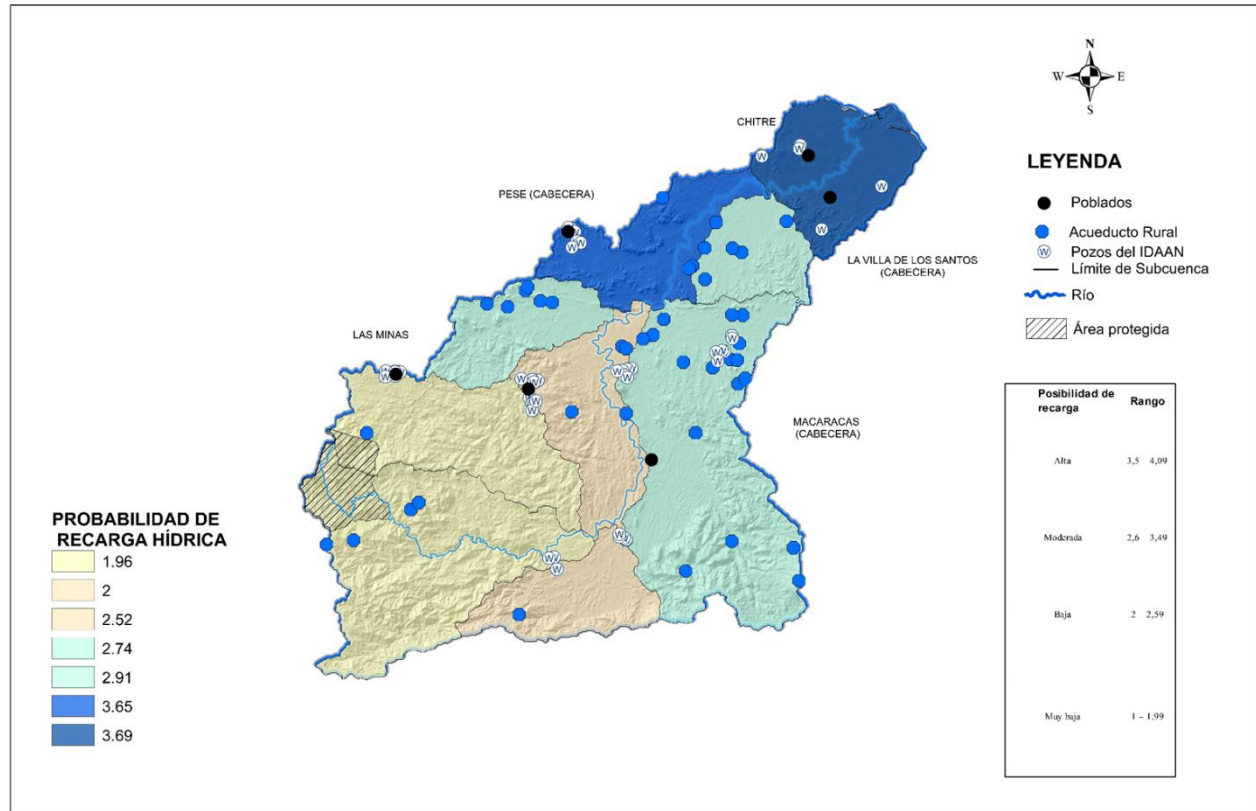 N
W E
S
CHITRE
PESE (CABECERA)
LA VILLA DE LOS SANTOS
(CABECERA)
LAS MINAS
MACARACAS
(CABECERA)
LEYENDA
Poblados
Acueducto Rural
W Pozos del IDAAN
Límite de Subcuenca
Río
Área protegida
Posibilidad de recarga Rango
Alta 3,5 4,09
Moderada 2,6 3,49
Baja 2 2,59
Muy baja 1 – 1,99
PROBABILIDAD DE
RECARGA HÍDRICA
1.96
2
2.52
2.74
2.91
3.65
3.69